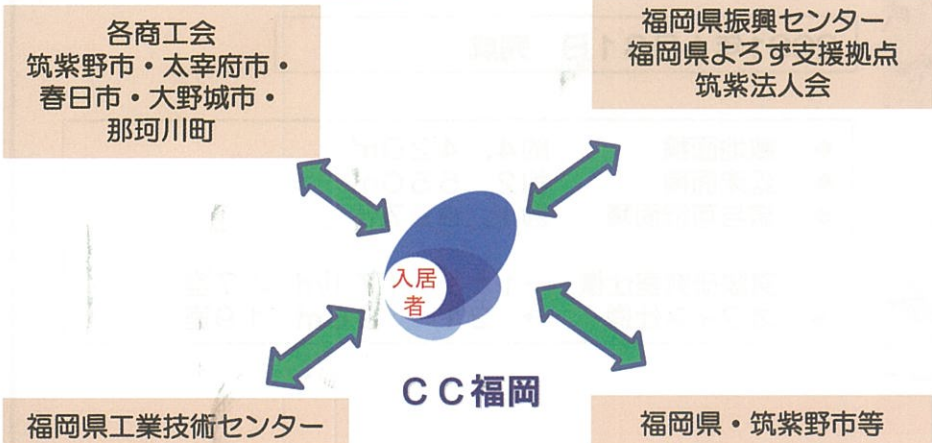 各商工会
筑紫野市・太宰府市・
春日市・大野城市・
那珂川町
福岡県振興センター
福岡県よろず支援拠点
筑紫法人会
入居
者
ＣＣ福岡
福岡県工業技術センター
福岡県・筑紫野市等